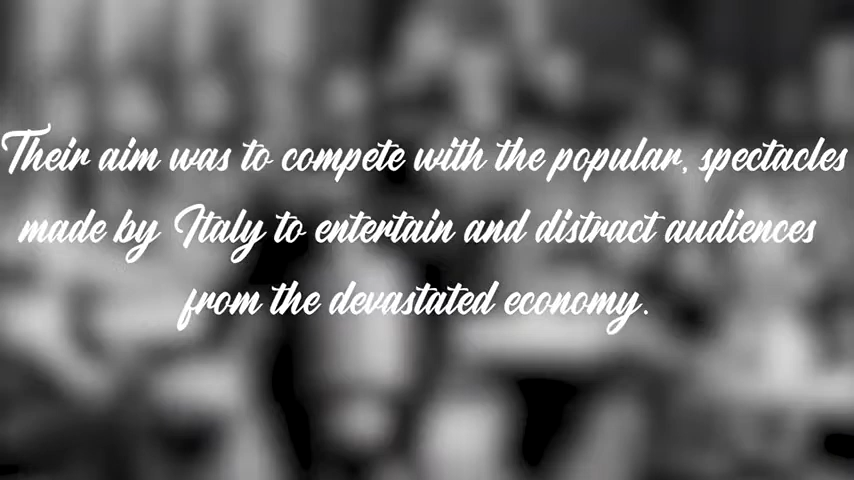 Their aim was to compete with the popular, spectacles
made by Italy to entertain and distract audiences
from the devastated economy.